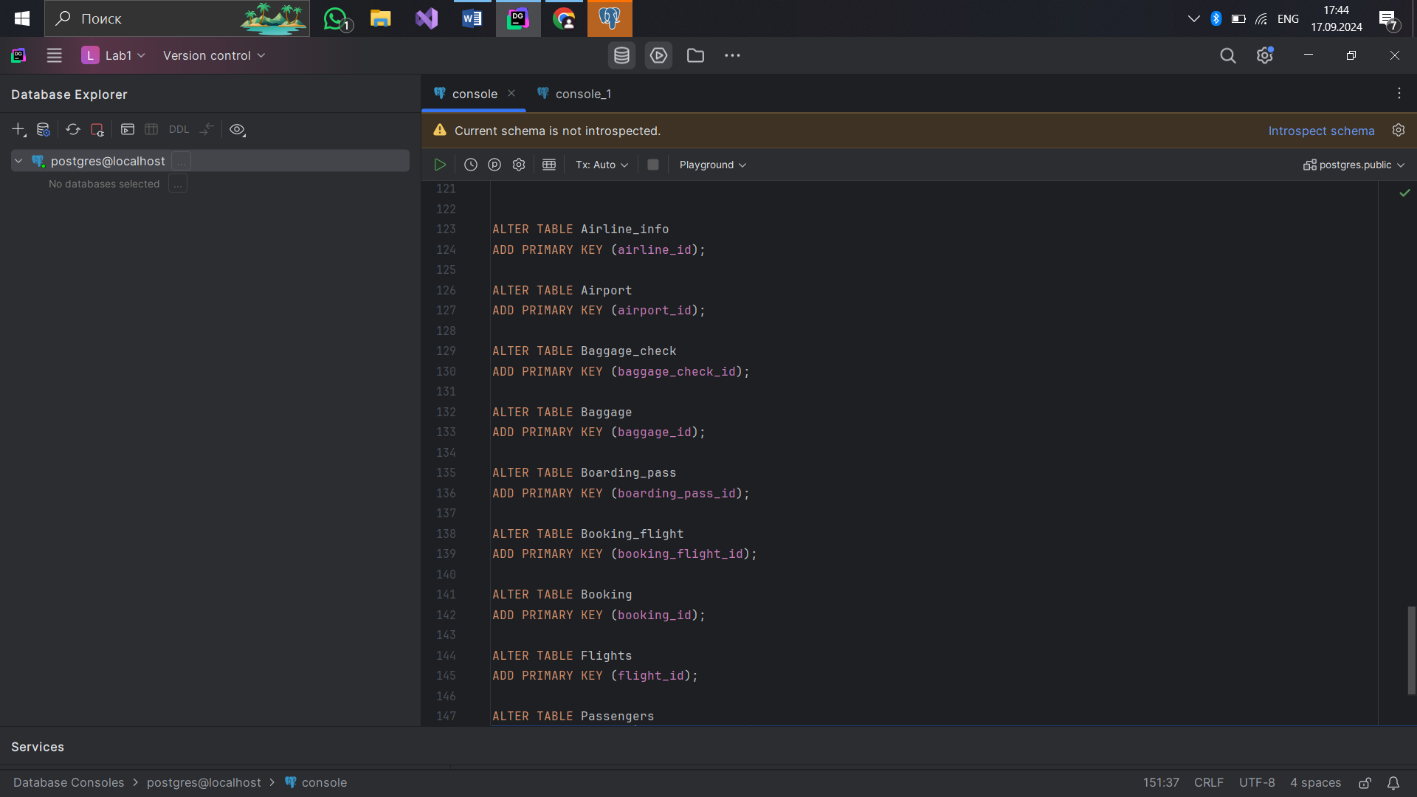 Поиск
1
DG
ENG
17:44
17.09.2024
7
DG
L Lab1
Version control
Database Explorer
console
console_1
Current schema is not introspected.
Introspect schema
DDL
Tx: Auto
Playground
postgres.public
postgres@localhost
...
No databases selected
...
121
122
123 ALTER TABLE Airline_info
124 ADD PRIMARY KEY (airline_id);
125
126 ALTER TABLE Airport
127 ADD PRIMARY KEY (airport_id);
128
129 ALTER TABLE Baggage_check
130 ADD PRIMARY KEY (baggage_check_id);
131
132 ALTER TABLE Baggage
133 ADD PRIMARY KEY (baggage_id);
134
135 ALTER TABLE Boarding_pass
136 ADD PRIMARY KEY (boarding_pass_id);
137
138 ALTER TABLE Booking_flight
139 ADD PRIMARY KEY (booking_flight_id);
140
141 ALTER TABLE Booking
142 ADD PRIMARY KEY (booking_id);
143
144 ALTER TABLE Flights
145 ADD PRIMARY KEY (flight_id);
146
147 ALTER TABLE Passengers
Services
Database Consoles > postgres@localhost > console
151:37 CRLF UTF-8 4 spaces